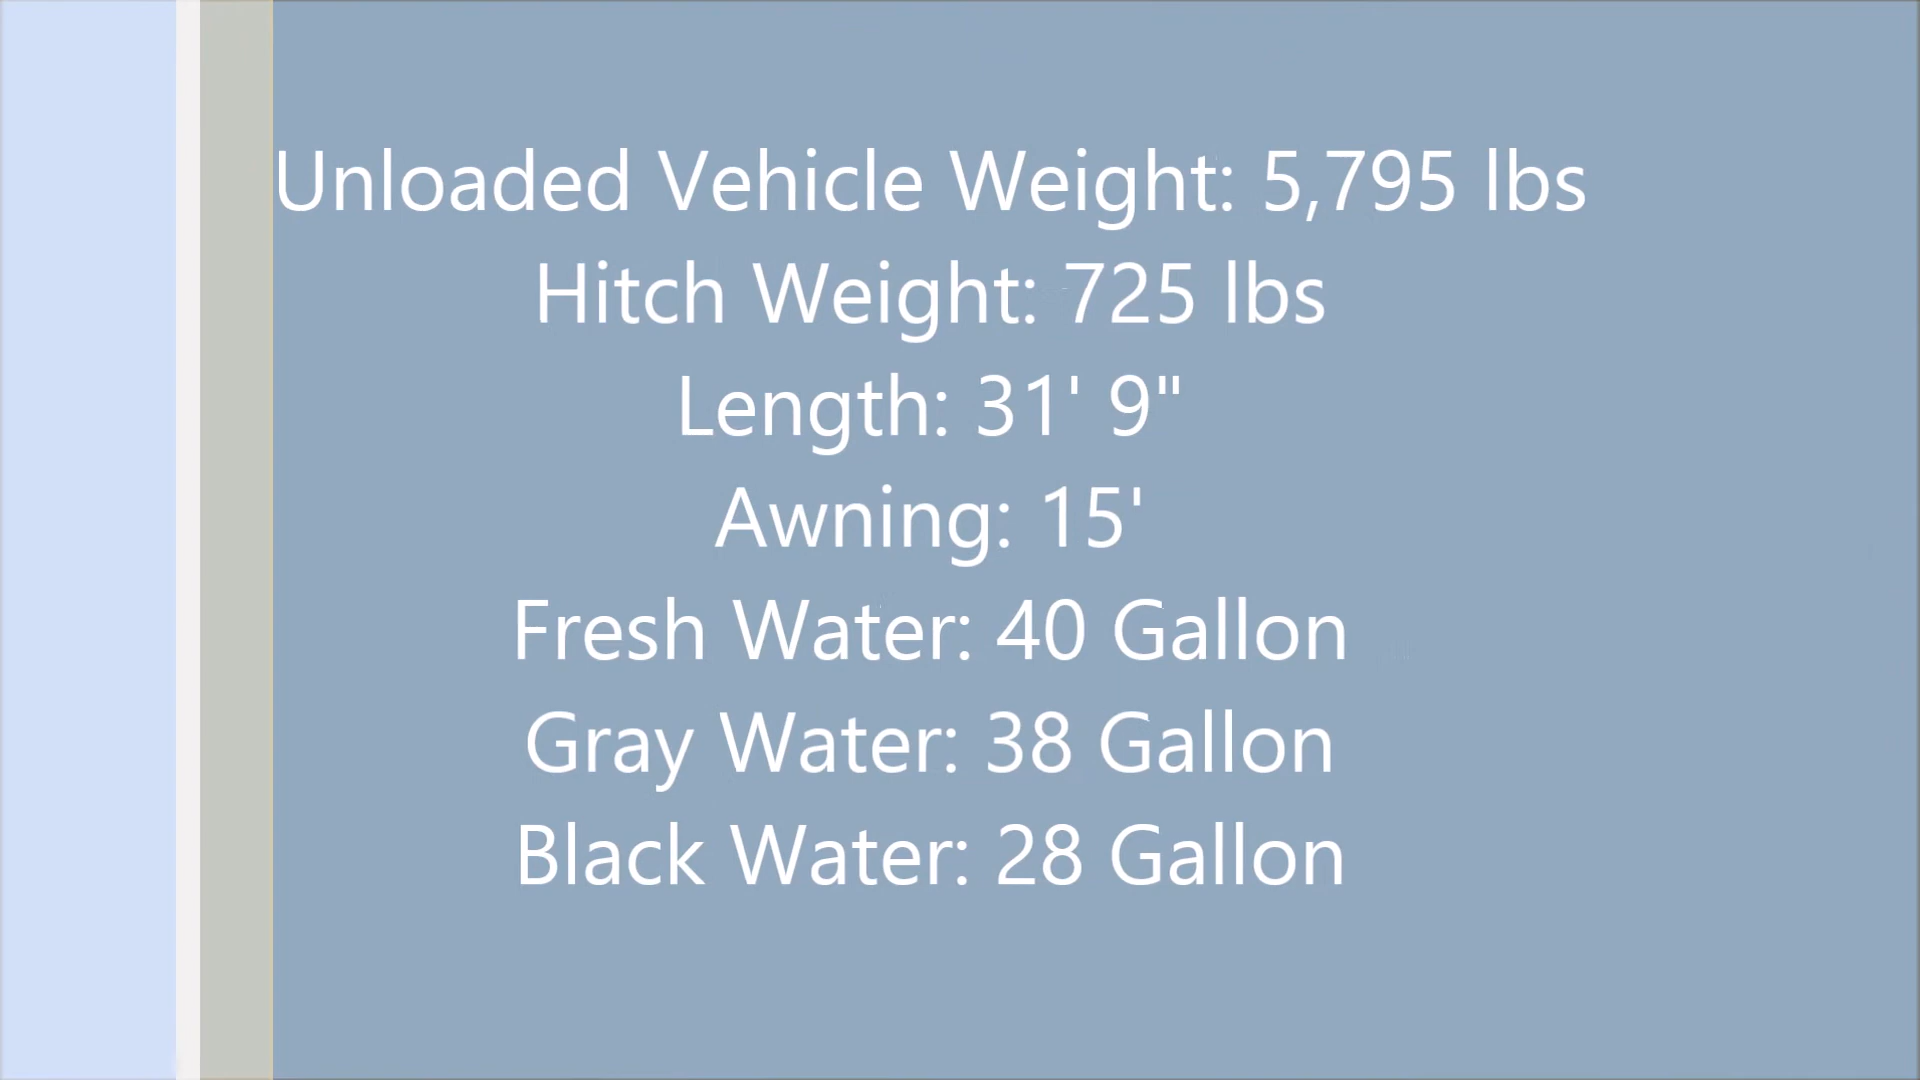 Unloaded Vehicle Weight: 5,795 lbs
Hitch Weight: 725 lbs
Length: 31' 9"
Awning: 15'
Fresh Water: 40 Gallon
Gray Water: 38 Gallon
Black Water: 28 Gallon